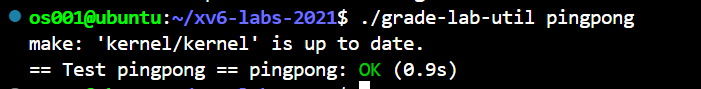 os001@ubuntu:~/xv6-labs-2021$ ./grade-lab-util pingpong
make: 'kernel/kernel' is up to date.
== Test pingpong == pingpong: OK (0.9s)